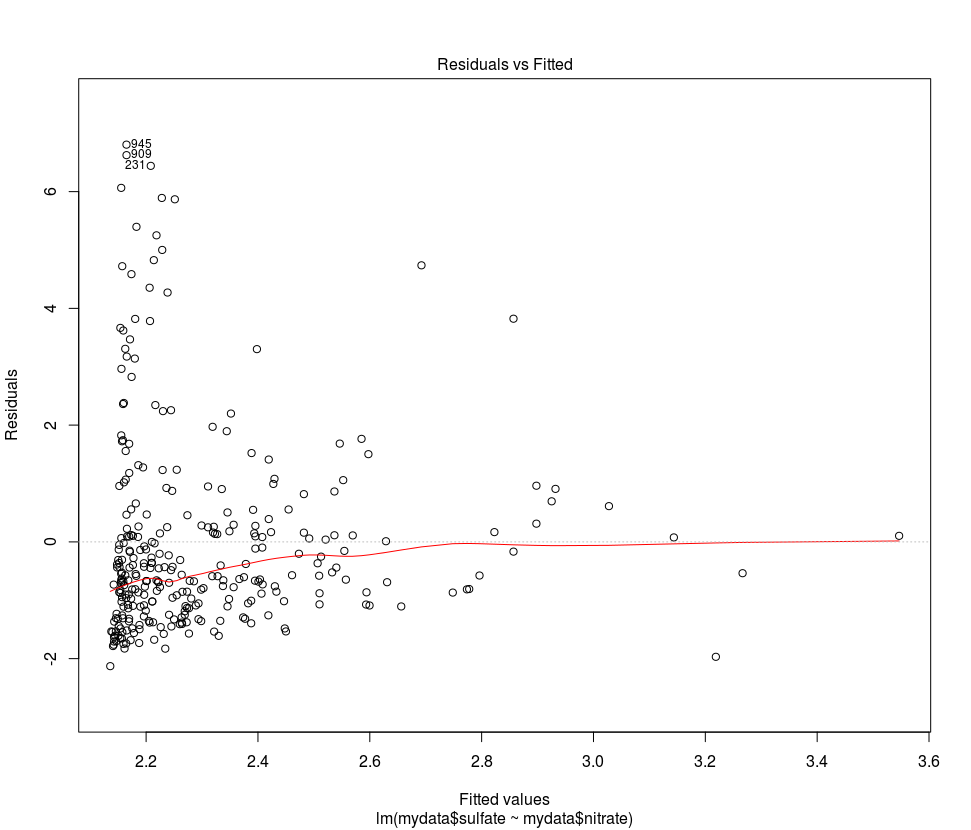 Residuals vs Fitted
945
909
231
6
4
2
0
-2
Residuals
2.2 2.4 2.6 2.8 3.0 3.2 3.4 3.6
Fitted values
lm(mydata$sulfate ~ mydata$nitrate)